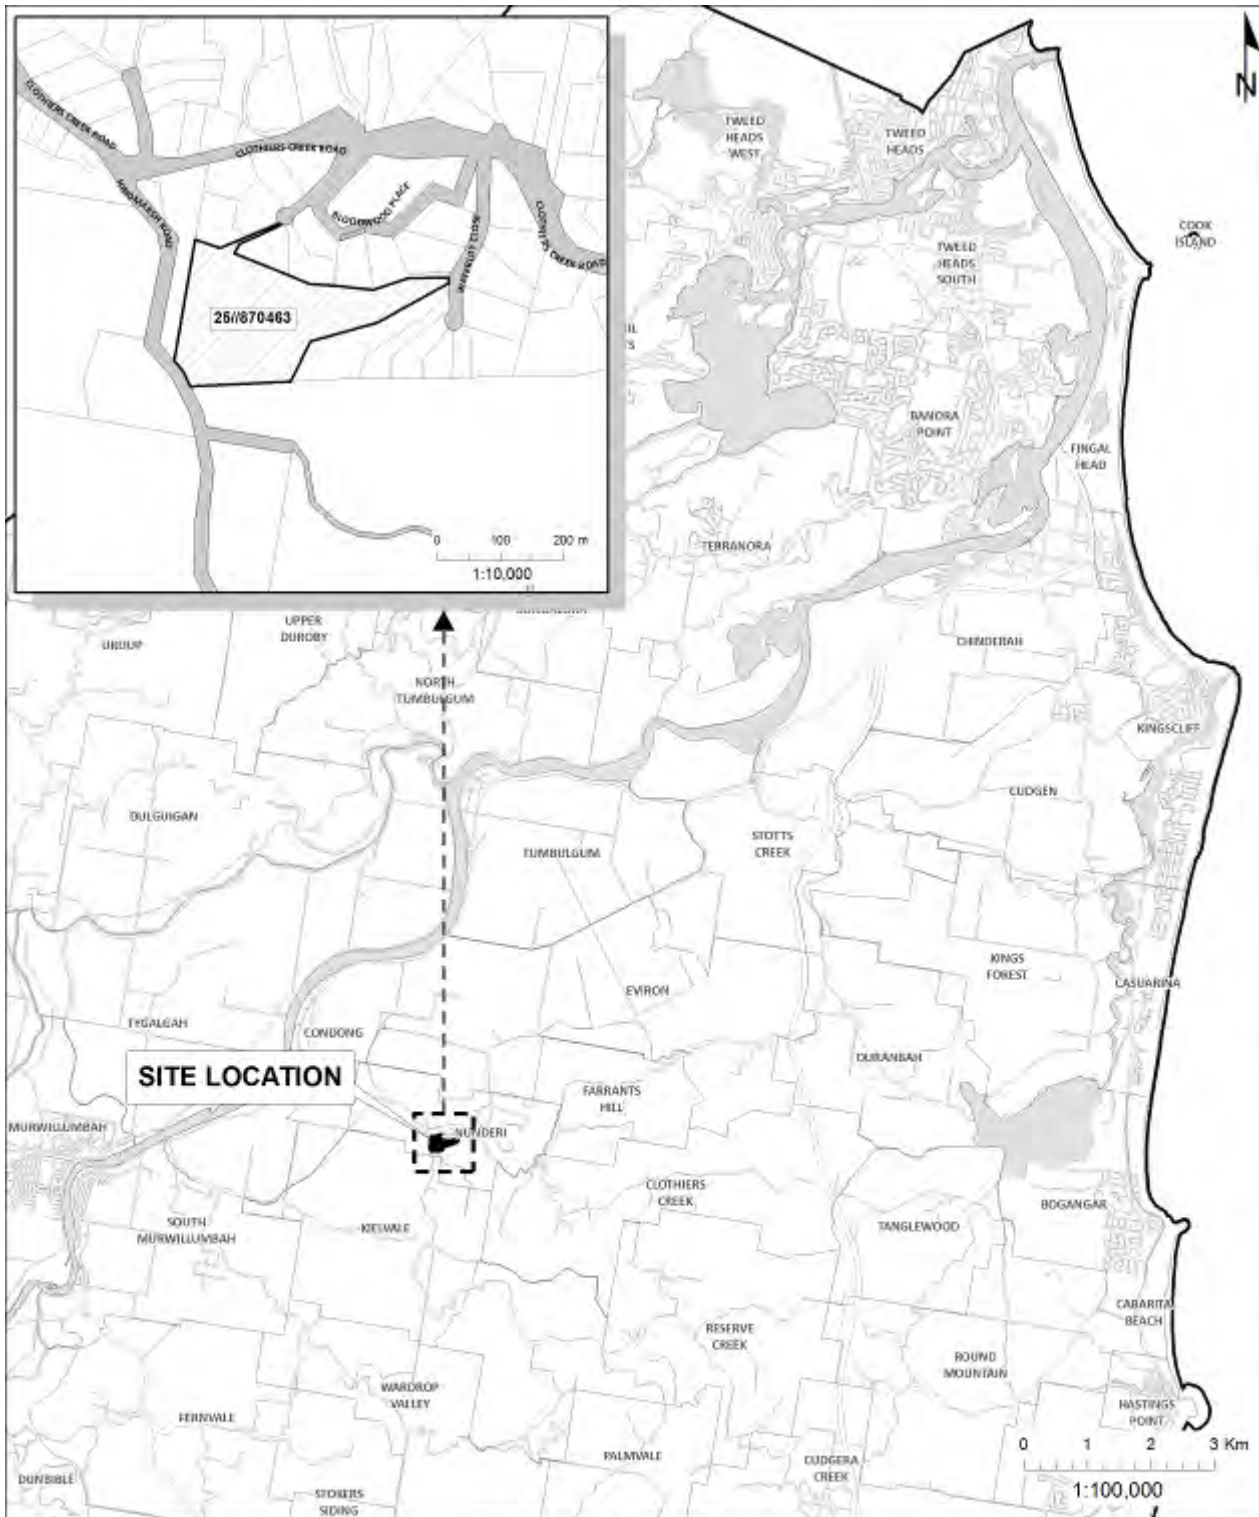 CLOTHIERS CREEK ROAD
CLOTHIERS CREEK ROAD
KINGMARSH ROAD
BLOODWOOD PLACE
CLOTHIERS CREEK ROAD
25//870463
0 100 200 m
1:10,000
N
TWEED
HEADS
WEST
TWEED
HEADS
COOK
ISLAND
TWEED
HEADS
SOUTH
BANORA
POINT
FINGAL
HEAD
TERRANORA
UPPER
DUROBY
URLIUP
CHINDERAH
NORTH
TUMBULGUM
KINGSCLIFF
CUDGEN
DULGUIGAN
STOTTS
CREEK
TUMBULGUM
KINGS
FOREST
EVIRON
CASUARINA
TYGALGAH
CONDONG
DURANBAH
SITE LOCATION
FARRANTS
HILL
MURWILLUMBAH
NUNDERI
CLOTHIERS
CREEK
BOGANGAR
SOUTH
MURWILLUMBAH
KIELVALE
TANGLEWOOD
CABARITA
BEACH
RESERVE
CREEK
ROUND
MOUNTAIN
WARDROP
VALLEY
HASTINGS
POINT
FERNVALE
0 1 2 3 Km
PALMVALE
CUDGERA
CREEK
DUNBIBLE
1:100,000
STOKERS
SIDING